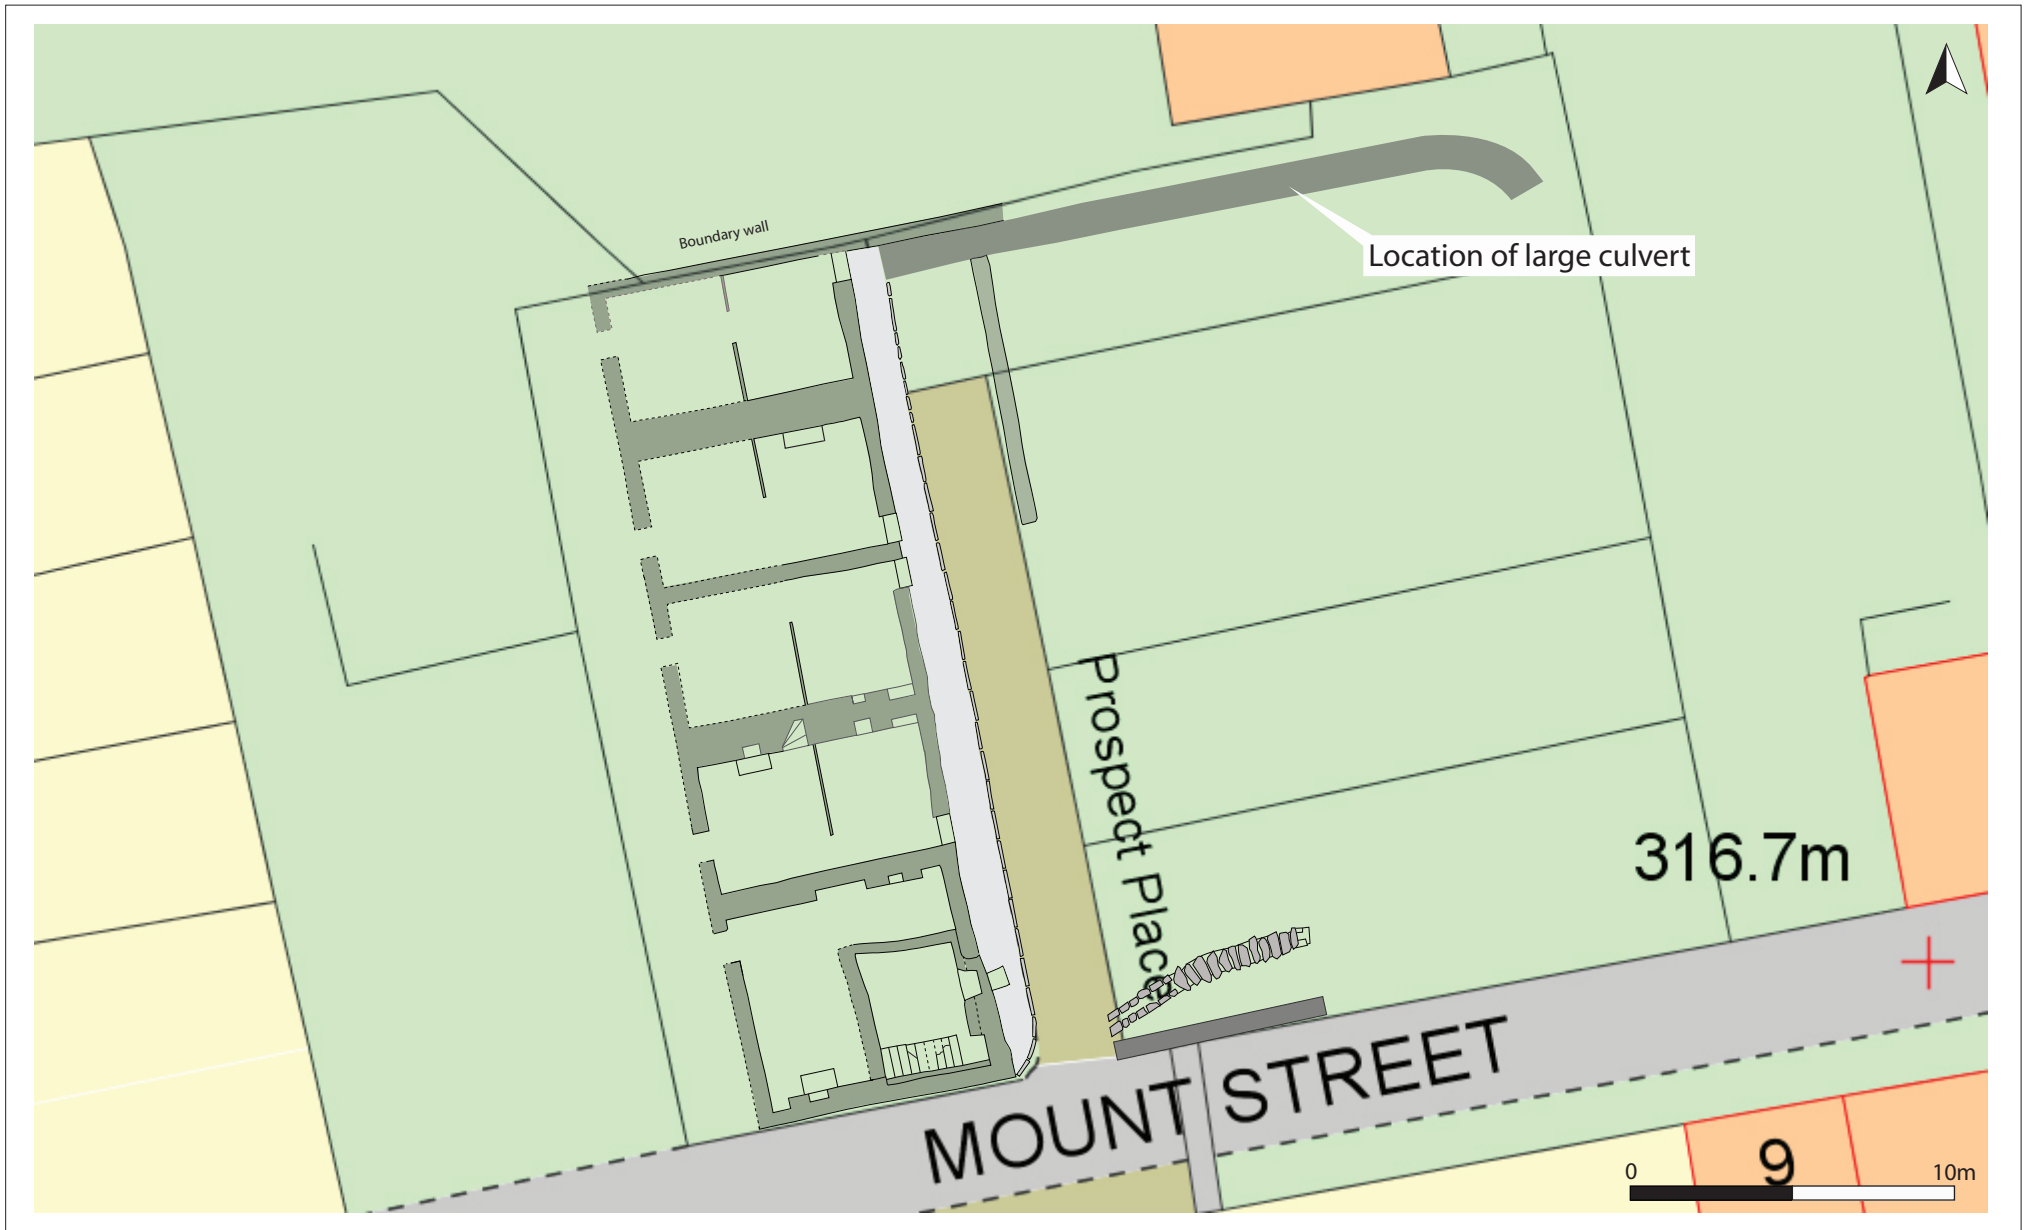 Boundary wall
Location of large culvert
Prospect Place
316.7m
MOUNT STREET
9
0 10m